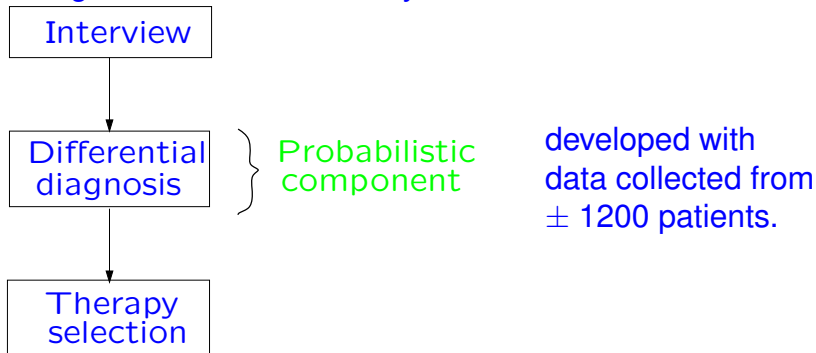 Interview
Differential
diagnosis
Probabilistic
component
developed with
data collected from
± 1200 patients.
Therapy
selection